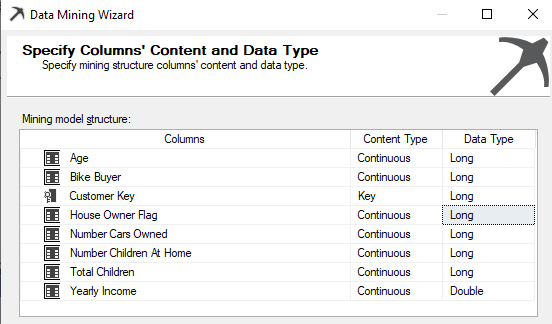 Data Mining Wizard
Specify Columns' Content and Data Type
Specify mining structure columns' content and data type.
Mining model structure:
Columns Content Type Data Type
Age Continuous Long
Bike Buyer Continuous Long
Customer Key Key Long
House Owner Flag Continuous Long
Number Cars Owned Continuous Long
Number Children At Home Continuous Long
Total Children Continuous Long
Yearly Income Continuous Double